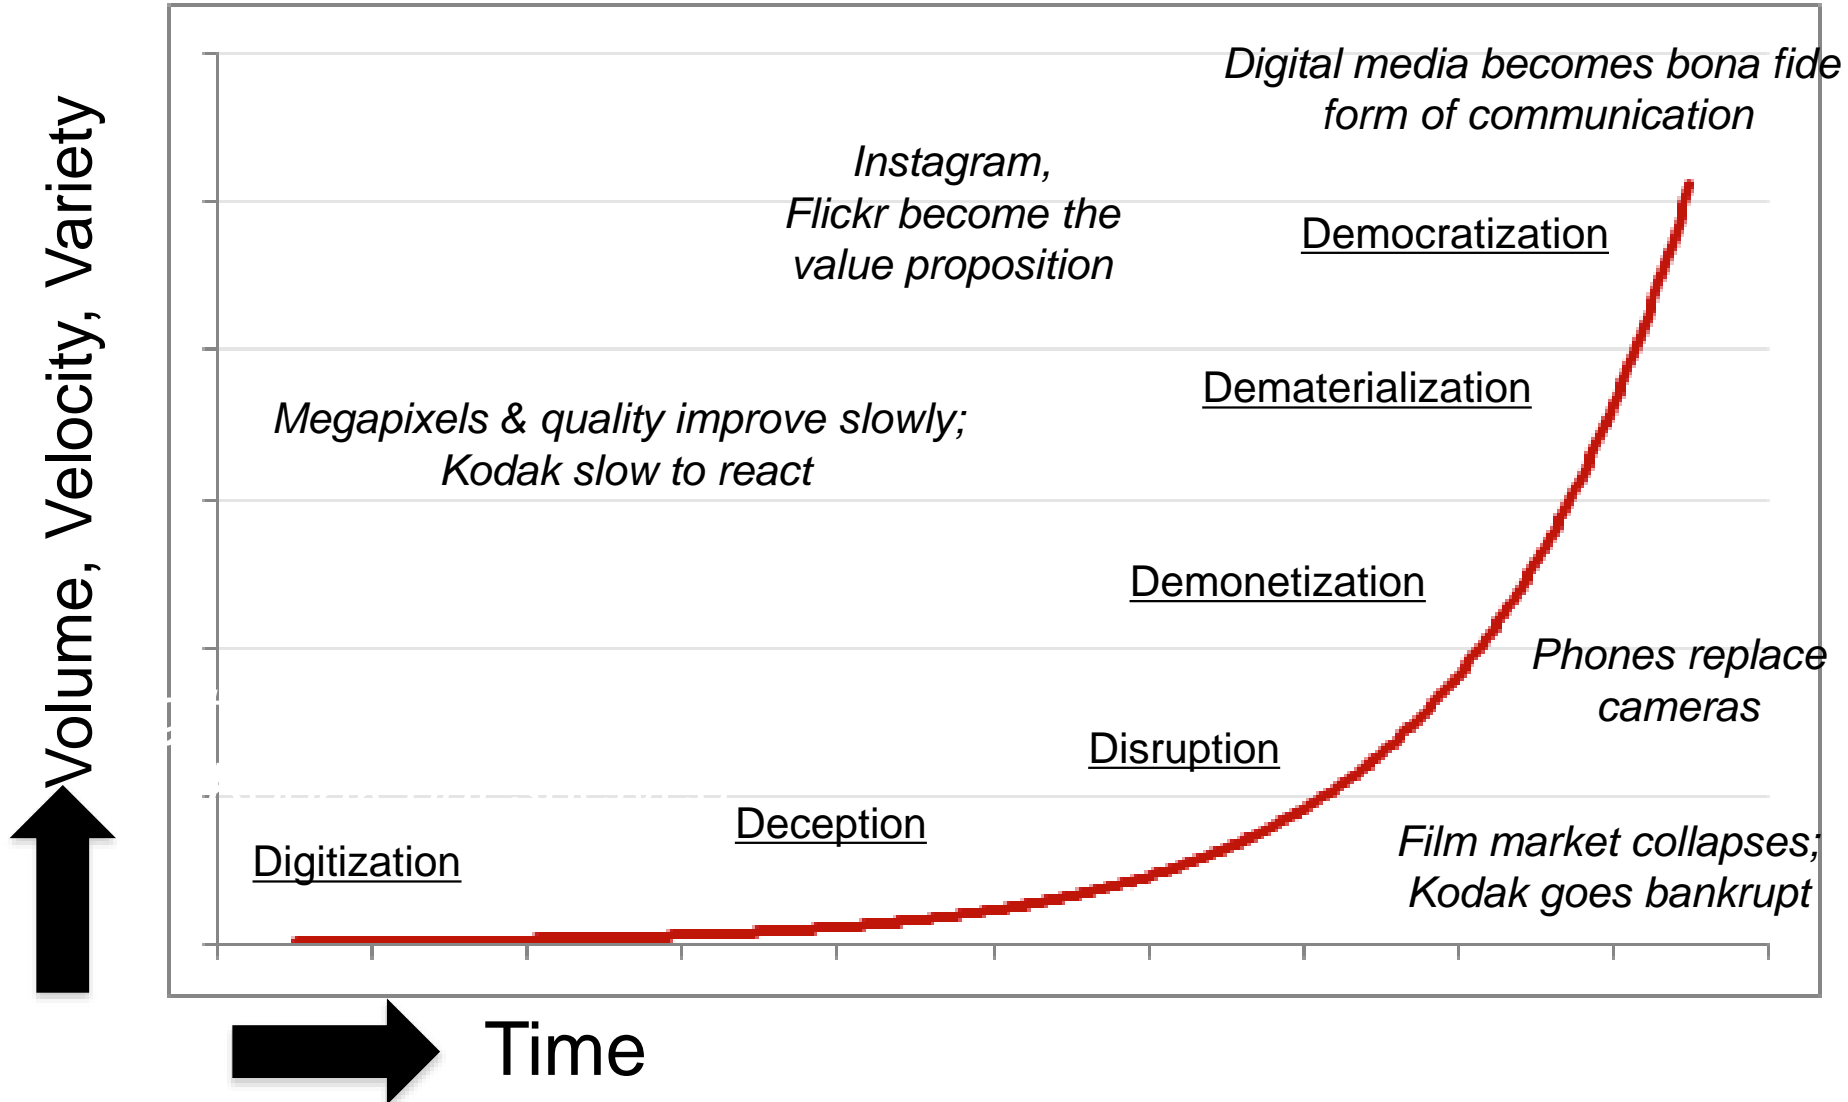 Digital media becomes bona fide
form of communication
Instagram,
Flickr become the
value proposition
Democratization
Dematerialization
Megapixels & quality improve slowly;
Kodak slow to react
Demonetization
Phones replace
cameras
Disruption
Deception
Digitization
Film market collapses;
Kodak goes bankrupt
Volume, Velocity, Variety
Time